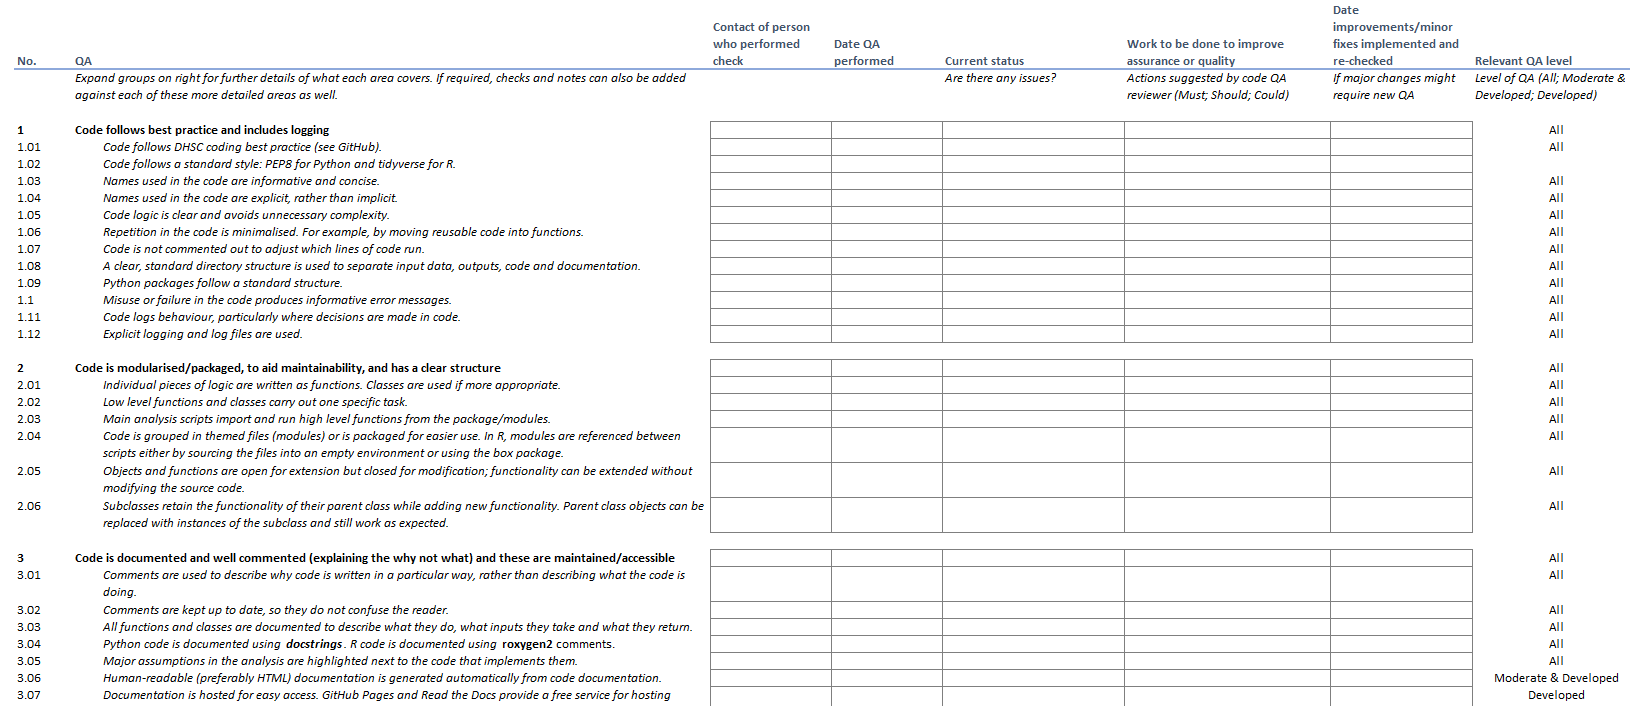 No.
QA
Contact of person
who performed
check
Date QA
performed
Current status
Work to be done to improve
assurance or quality
Date
improvements/minor
fixes implemented and
re-checked
Relevant QA level
Expand groups on right for further details of what each area covers. If required, checks and notes can also be added
against each of these more detailed areas as well.
Are there any issues?
Actions suggested by code QA
reviewer (Must; Should; Could)
If major changes might
require new QA
Level of QA (All; Moderate &
Developed; Developed)
1 Code follows best practice and includes logging All
1.01 Code follows DHSC coding best practice (see GitHub). All
1.02 Code follows a standard style: PEP8 for Python and tidyverse for R.
1.03 Names used in the code are informative and concise. All
1.04 Names used in the code are explicit, rather than implicit. All
1.05 Code logic is clear and avoids unnecessary complexity. All
1.06 Repetition in the code is minimalised. For example, by moving reusable code into functions. All
1.07 Code is not commented out to adjust which lines of code run. All
1.08 A clear, standard directory structure is used to separate input data, outputs, code and documentation. All
1.09 Python packages follow a standard structure. All
1.1 Misuse or failure in the code produces informative error messages. All
1.11 Code logs behaviour, particularly where decisions are made in code. All
1.12 Explicit logging and log files are used. All
2 Code is modularised/packaged, to aid maintainability, and has a clear structure All
2.01 Individual pieces of logic are written as functions. Classes are used if more appropriate. All
2.02 Low level functions and classes carry out one specific task. All
2.03 Main analysis scripts import and run high level functions from the package/modules. All
2.04 Code is grouped in themed files (modules) or is packaged for easier use. In R, modules are referenced between All
scripts either by sourcing the files into an empty environment or using the box package.
2.05 Objects and functions are open for extension but closed for modification; functionality can be extended without All
modifying the source code.
2.06 Subclasses retain the functionality of their parent class while adding new functionality. Parent class objects can be All
replaced with instances of the subclass and still work as expected.
3 Code is documented and well commented (explaining the why not what) and these are maintained/accessible All
3.01 Comments are used to describe why code is written in a particular way, rather than describing what the code is All
doing.
3.02 Comments are kept up to date, so they do not confuse the reader. All
3.03 All functions and classes are documented to describe what they do, what inputs they take and what they return. All
3.04 Python code is documented using docstrings. R code is documented using roxygen2 comments. All
3.05 Major assumptions in the analysis are highlighted next to the code that implements them. All
3.06 Human-readable (preferably HTML) documentation is generated automatically from code documentation. Moderate & Developed
3.07 Documentation is hosted for easy access. GitHub Pages and Read the Docs provide a free service for hosting Developed